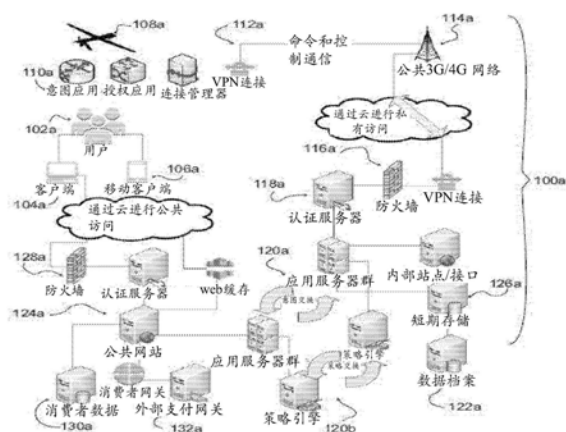 108a
112a
命令和控
制通信
114a
VPN连接
公共3G/4G 网络
110a
意图应用
授权应用
连接管理器
102a
用户
通过云进行私
有访问
100a
116a
106a
客户端
移动客户端
104a
118a
防火墙
VPN连接
认证服务器
通过云进行公共
访问
128a
防火墙
认证服务器
web缓存
120a
应用服务器群
内部站点/接口
126a
意图交换
124a
短期存储
公共网站
应用服务器群
策略引擎
策略交换
数据档案
消费者网关
消费者数据
外部支付网关
策略引擎
122a
130a
132a
120b